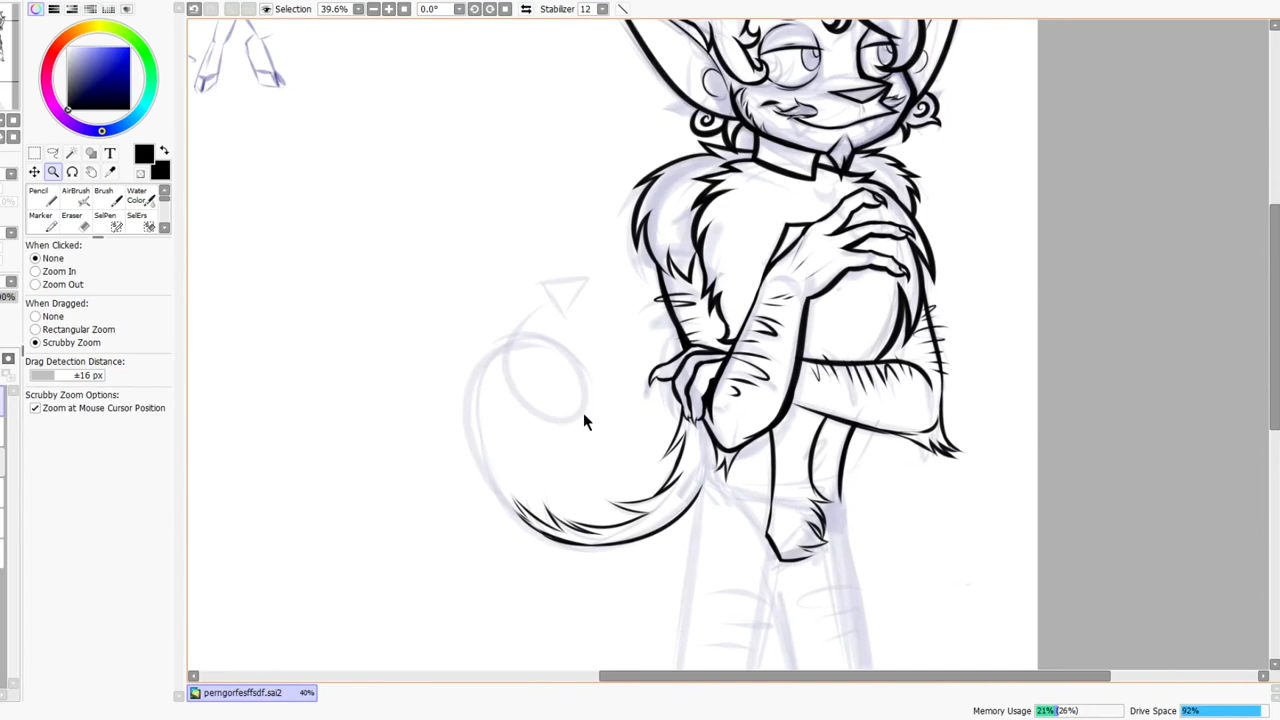 Selection 39.6% 0.0° Stabilizer 12
T
Pencil AirBrush Brush Water Color
Marker Eraser SelPen SelErs
When Clicked:
None
Zoom In
Zoom Out
When Dragged:
None
Rectangular Zoom
Scrubby Zoom
Drag Detection Distance:
±16 px
Scrubby Zoom Options:
Zoom at Mouse Cursor Position
perngorfesffsdf.sai2 40%
Memory Usage 21% (26%) Drive Space 92%